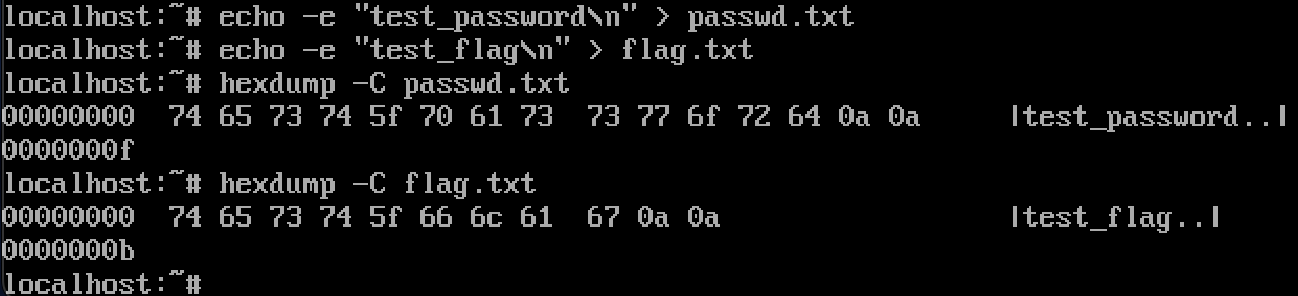 localhost:~# echo -e "test_password\n" > passwd.txt
localhost:~# echo -e "test_flag\n" > flag.txt
localhost:~# hexdump -C passwd.txt
00000000  74 65 73 74 5f 70 61 73  73 77 6f 72 64 0a 0a     |test_password..|
0000000f
localhost:~# hexdump -C flag.txt
00000000  74 65 73 74 5f 66 6c 61  67 0a 0a                 |test_flag..|
0000000b
localhost:~#